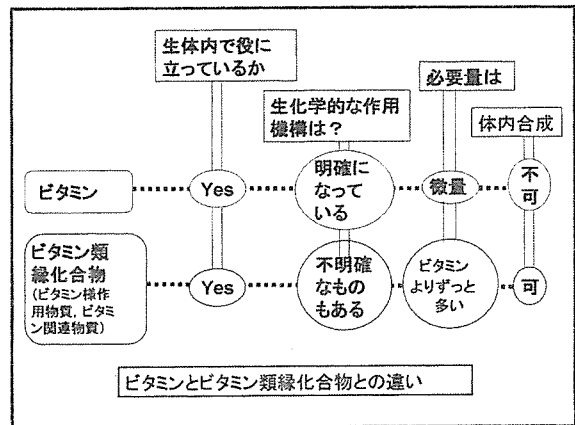 生体内で役に
立っているか
生化学的な作用
機構は?
必要量は
体内合成
ビタミン
Yes
明確に
なって
いる
微量
不
可
ビタミン類
縁化合物
(ビタミン様作
用物質,ビタミ
ン関連物質)
Yes
不明確
なもの
もある
ビタミン
よりずっと
多い
可
ビタミンとビタミン類縁化合物との違い